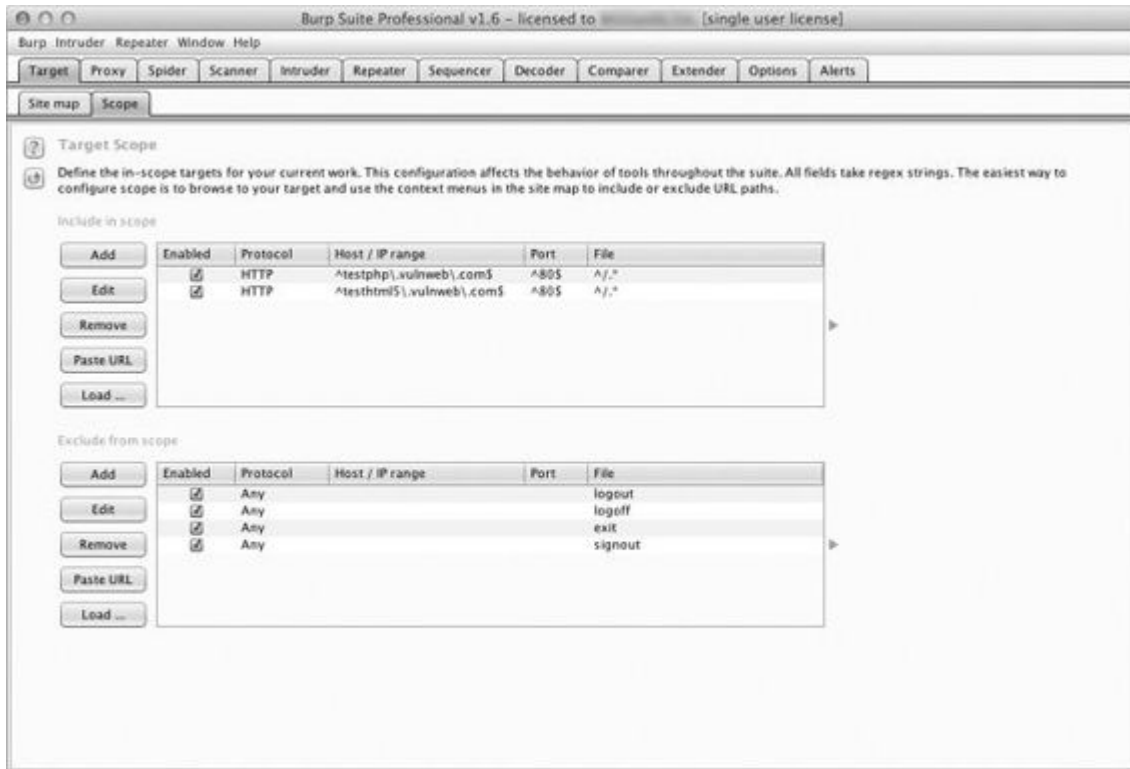 Burp Suite Professional v1.6 – licensed to [single user license]
Burp Intruder Repeater Window Help
Target Proxy Spider Scanner Intruder Repeater Sequencer Decoder Comparer Extender Options Alerts
Site map Scope
? Target Scope
Define the in-scope targets for your current work. This configuration affects the behavior of tools throughout the suite. All fields take regex strings. The easiest way to
configure scope is to browse to your target and use the context menus in the site map to include or exclude URL paths.
Include in scope
Add Enabled Protocol Host / IP range Port File
HTTP ^testphp\.vulnweb\.com$ ^80$ ^/.*
Edit HTTP ^testhtml5\.vulnweb\.com$ ^80$ ^/.*
Remove
Paste URL
Load ...
Exclude from scope
Add Enabled Protocol Host / IP range Port File
Any logout
Edit Any logoff
Any exit
Remove Any signout
Paste URL
Load ...